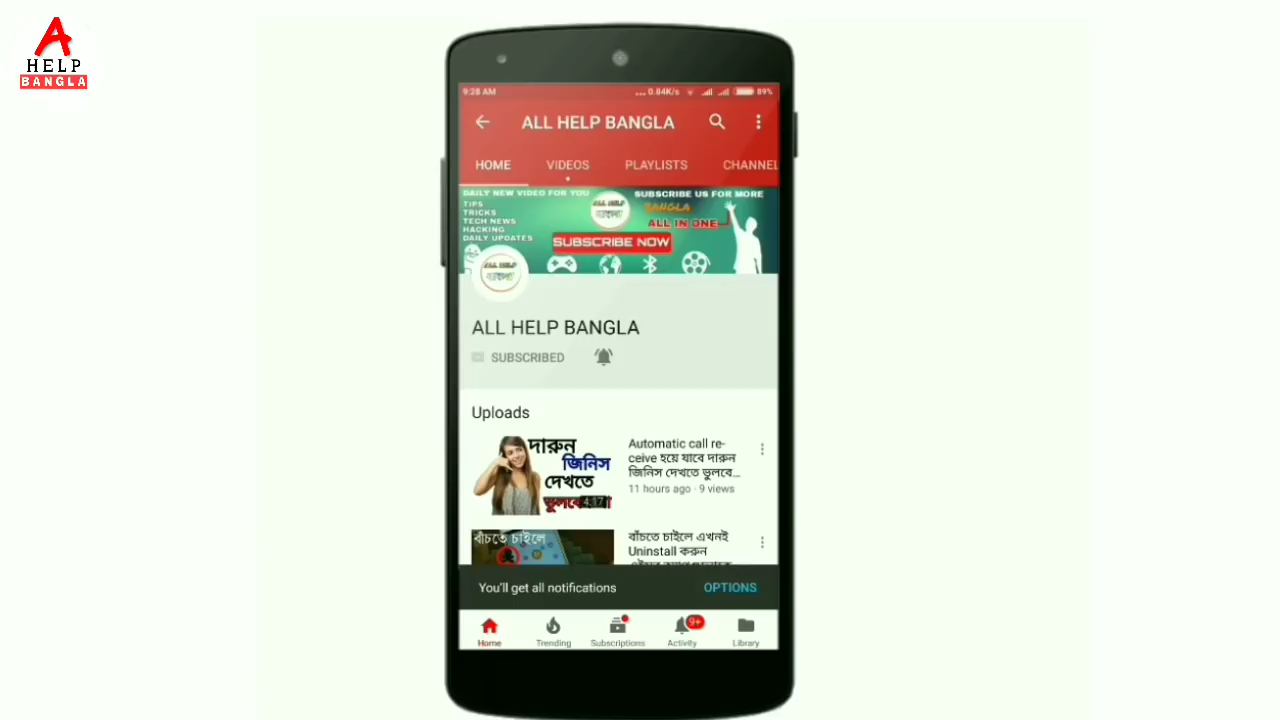 A
HELP
BANGLA
9:28 AM
... 0.84K/s 89%
ALL HELP BANGLA
HOME VIDEOS PLAYLISTS CHANNEL
DAILY NEW VIDEO FOR YOU
TIPS
TRICKS
TECH NEWS
HACKING
DAILY UPDATES
ALL HELP
SUBSCRIBE US FOR MORE
BANGLA
ALL IN ONE
SUBSCRIBE NOW
ALL HELP
ALL HELP BANGLA
SUBSCRIBED
Uploads
দারুন
জিনিস
দেখতে
4:17
Automatic call re-
ceive হয়ে যাবে দারুন
জিনিস দেখতে ভুলবে...
11 hours ago · 9 views
বাঁচতে চাইলে
বাঁচতে চাইলে এখনই
Uninstall করুন
You'll get all notifications OPTIONS
9+
Home Trending Subscriptions Activity Library